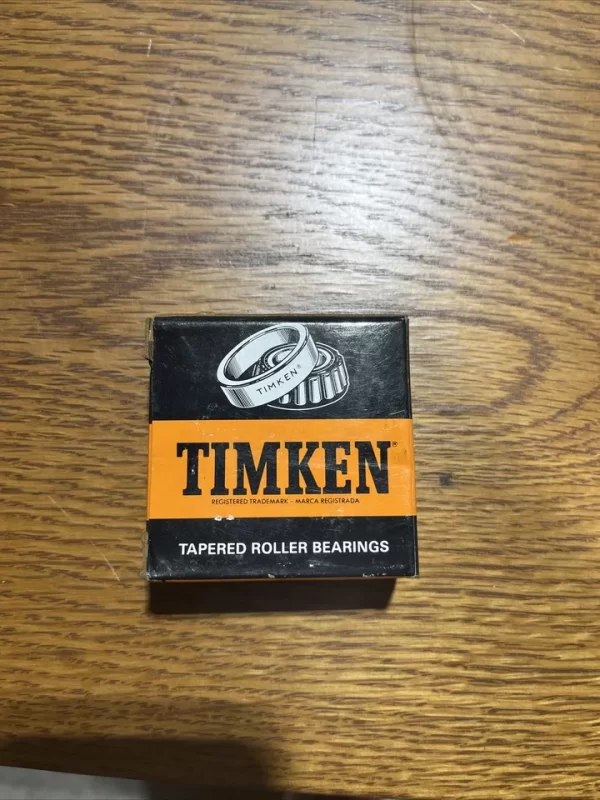 TIMKEN®
TIMKEN®
REGISTERED TRADEMARK - MARCA REGISTRADA
TAPERED ROLLER BEARINGS